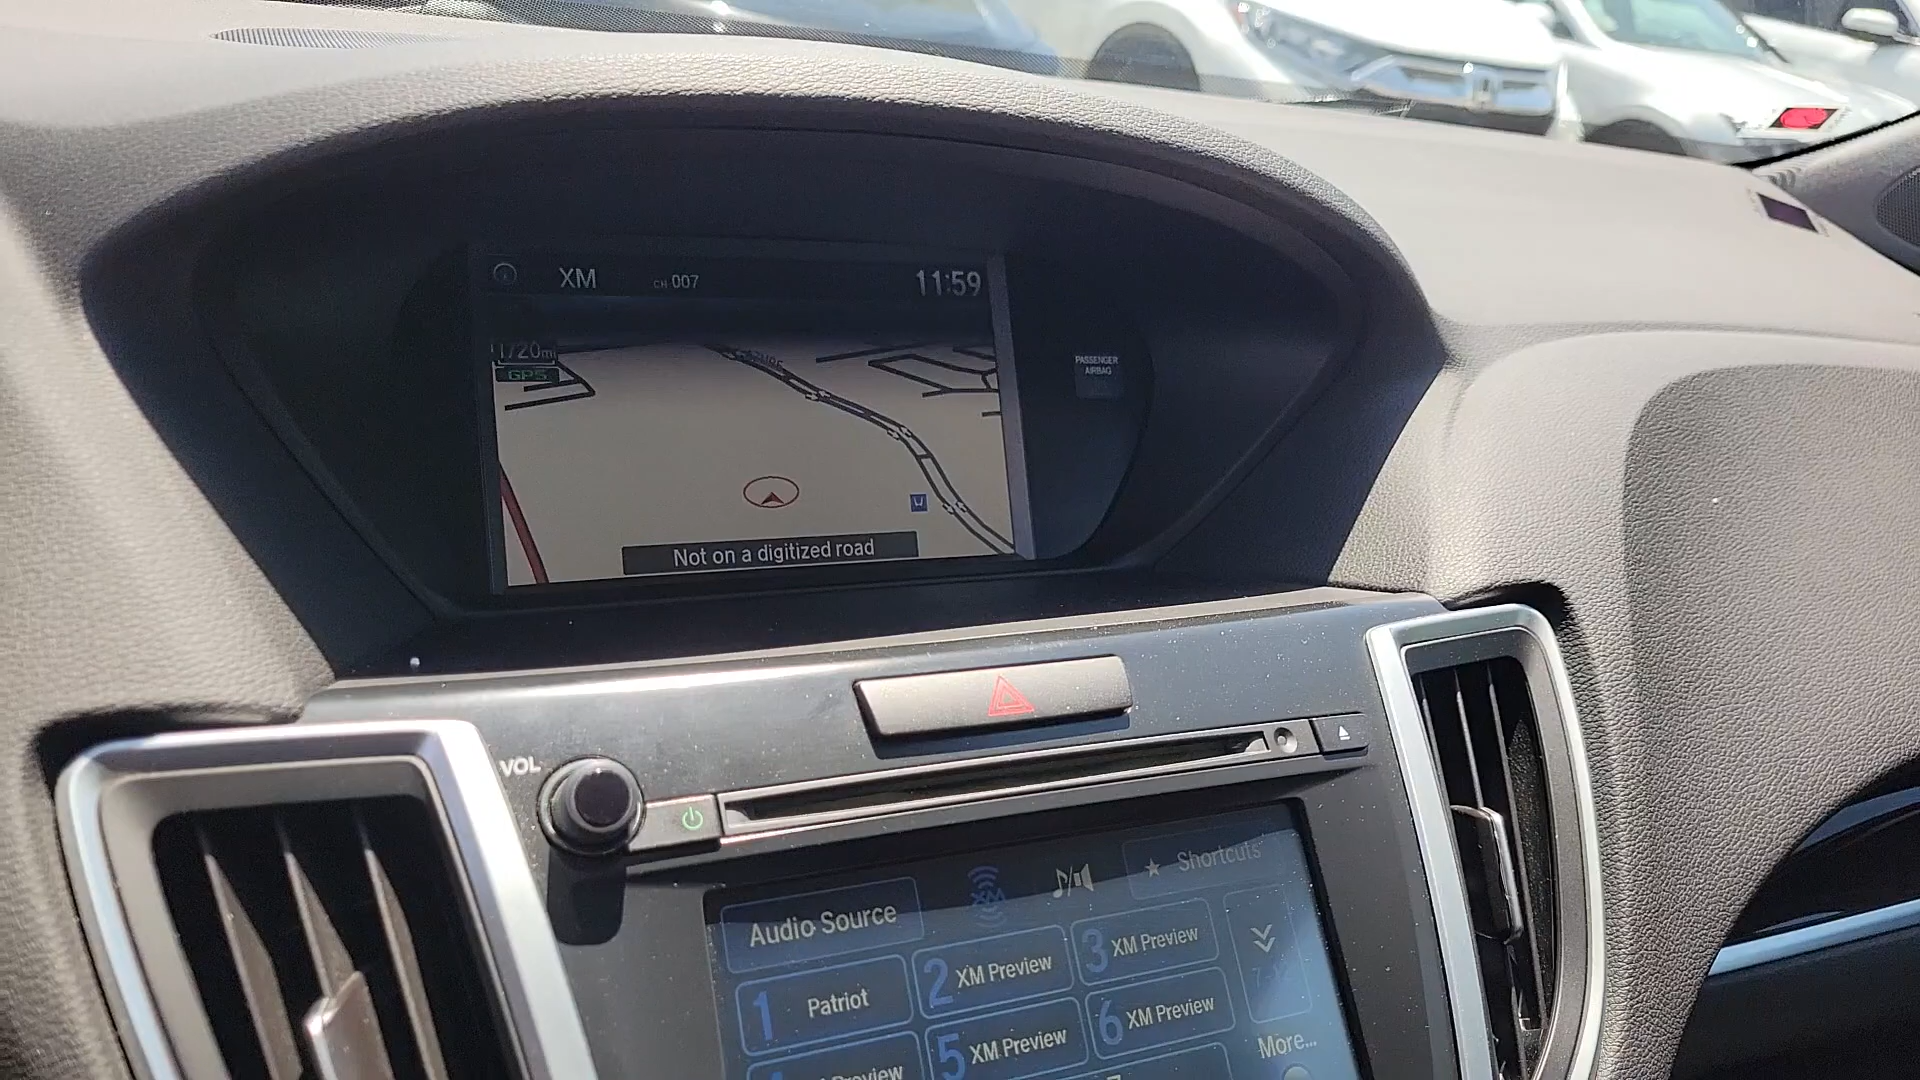 XM CH 007 11:59
1/20mi
GPS
PASSENGER
AIRBAG
Not on a digitized road
VOL
Shortcuts
XM
Audio Source
1 Patriot
2 XM Preview
3 XM Preview
5 XM Preview
6 XM Preview
More...